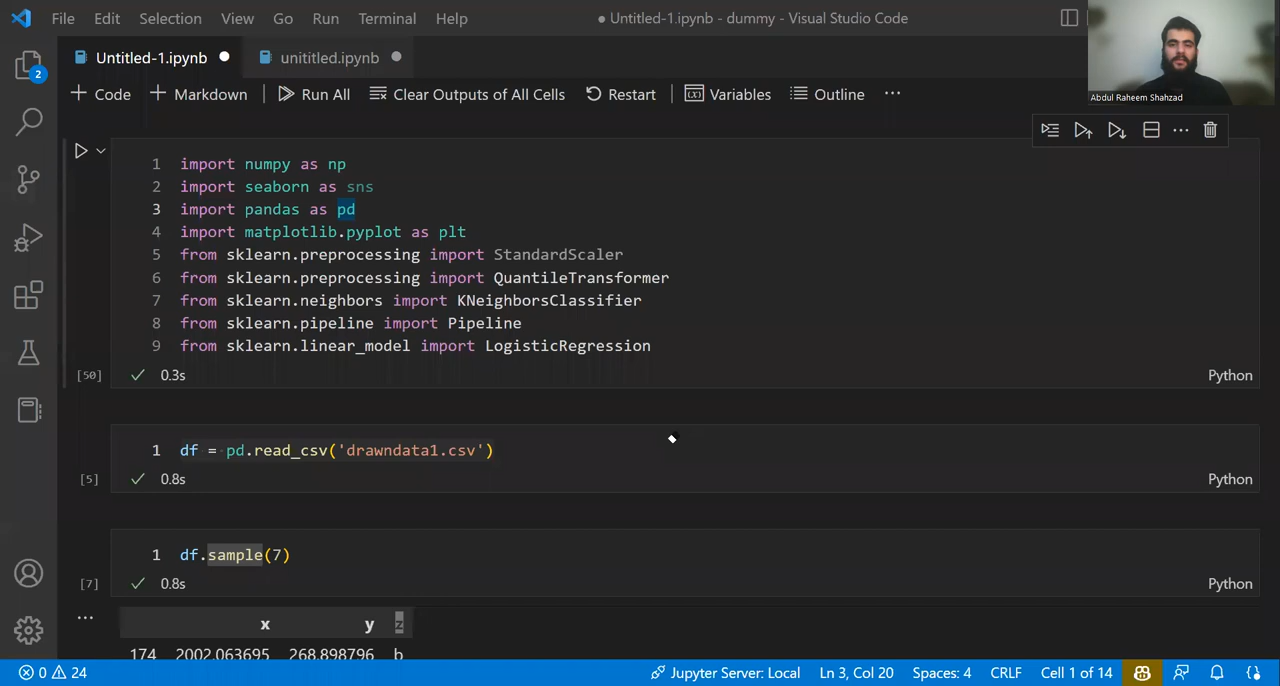 File Edit Selection View Go Run Terminal Help ● Untitled-1.ipynb - dummy - Visual Studio Code
Untitled-1.ipynb unititled.ipynb
Abdul Raheem Shahzad
2
+ Code + Markdown Run All Clear Outputs of All Cells Restart (x) Variables Outline ...
1 import numpy as np
2 import seaborn as sns
3 import pandas as pd
4 import matplotlib.pyplot as plt
5 from sklearn.preprocessing import StandardScaler
6 from sklearn.preprocessing import QuantileTransformer
7 from sklearn.neighbors import KNeighborsClassifier
8 from sklearn.pipeline import Pipeline
9 from sklearn.linear_model import LogisticRegression
[50] ✓ 0.3s Python
1 df = pd.read_csv('drawndata1.csv')
[5] ✓ 0.8s Python
1 df.sample(7)
[7] ✓ 0.8s Python
... x y z
174 2002.063695 268.898796 b
0 24 Jupyter Server: Local Ln 3, Col 20 Spaces: 4 CRLF Cell 1 of 14